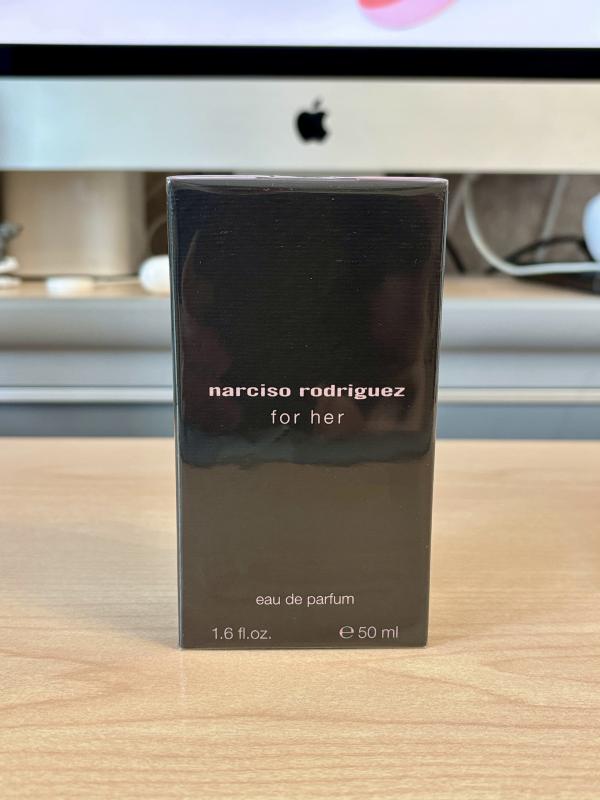 narciso rodriguez
for her
eau de parfum
1.6 fl.oz. ℮ 50 ml